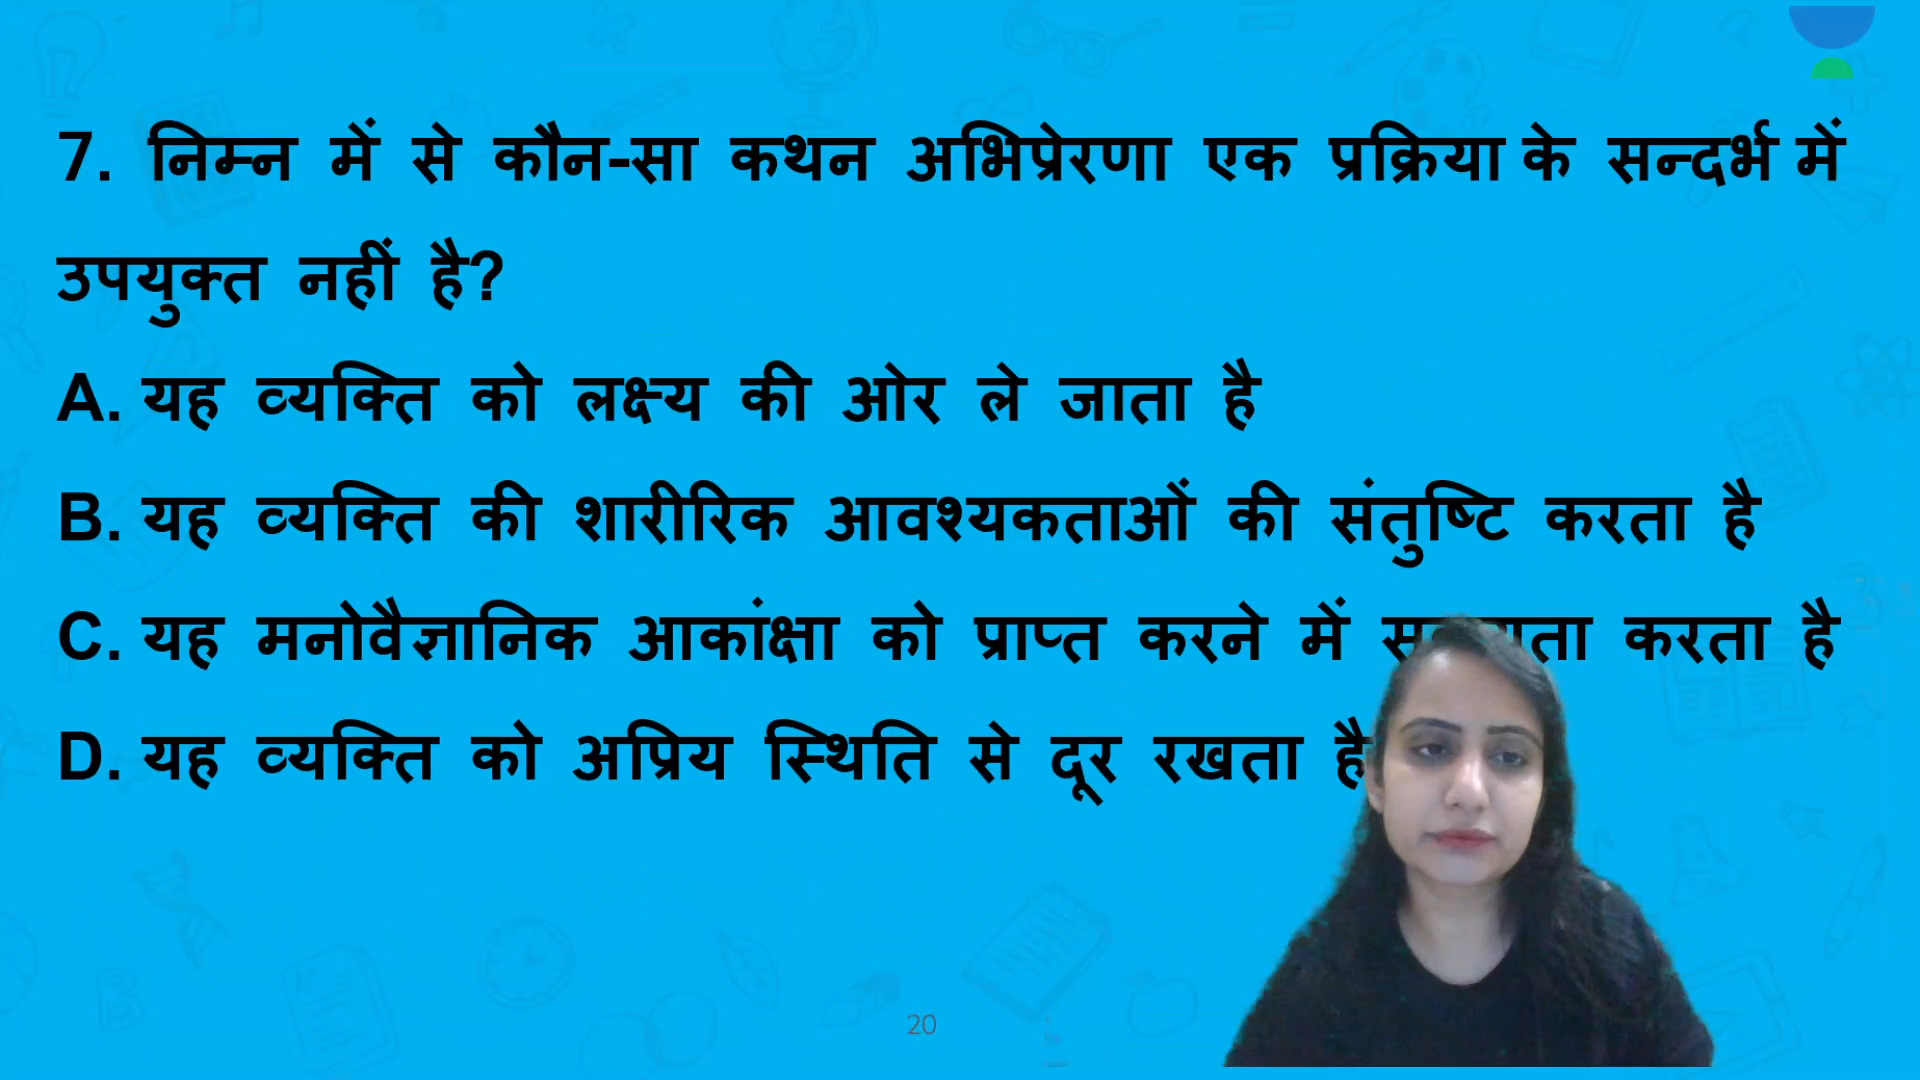 7. निम्न में से कौन-सा कथन अभिप्रेरणा एक प्रक्रिया के सन्दर्भ में
उपयुक्त नहीं है?
A. यह व्यक्ति को लक्ष्य की ओर ले जाता है
B. यह व्यक्ति की शारीरिक आवश्यकताओं की संतुष्टि करता है
C. यह मनोवैज्ञानिक आकांक्षा को प्राप्त करने में करता है
D. यह व्यक्ति को अप्रिय स्थिति से दूर रखता है
20